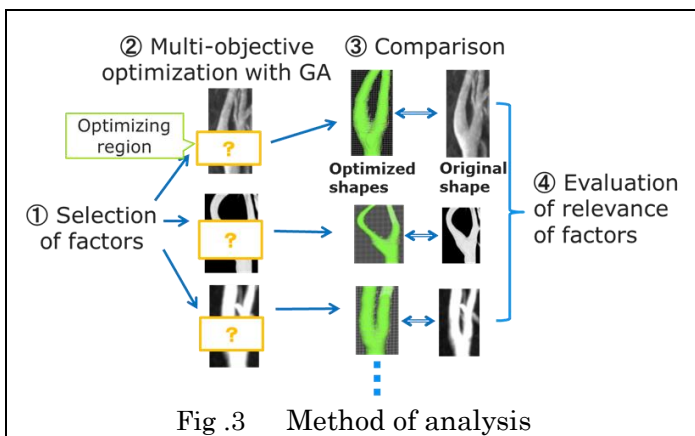 ② Multi-objective
optimization with GA
③ Comparison
Optimizing
region
?
Optimized
shapes
Original
shape
① Selection
of factors
?
④ Evaluation
of relevance
of factors
?
Fig .3 Method of analysis